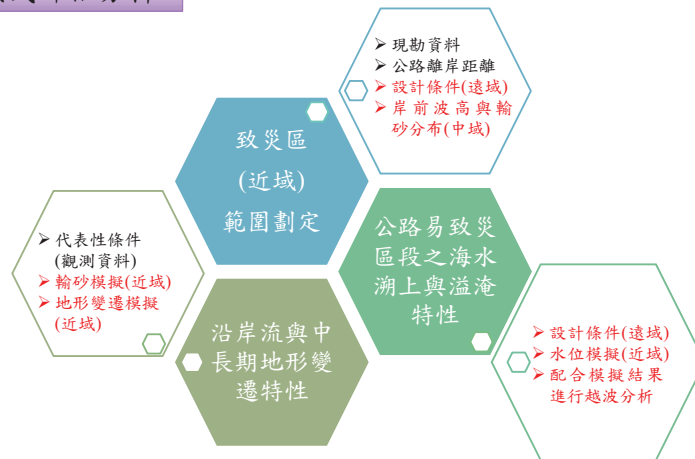 ➢ 現勘資料
➢ 公路離岸距離
➢ 設計條件(遠域)
➢ 岸前波高與輸
砂分布(中域)
致災區
(近域)
範圍劃定
公路易致災
區段之海水
溯上與溢淹
特性
➢ 代表性條件
(觀測資料)
➢ 輸砂模擬(近域)
➢ 地形變遷模擬
(近域)
沿岸流與中
長期地形變
遷特性
➢ 設計條件(遠域)
➢ 水位模擬(近域)
➢ 配合模擬結果
進行越波分析